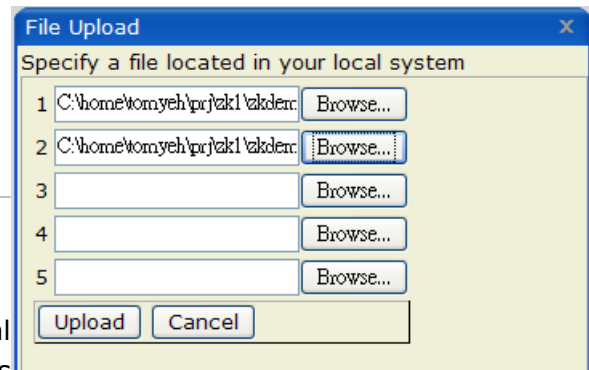 File Upload x
Specify a file located in your local system
1 C:\home\tomyeh\prj\zk1\zkdem Browse...
2 C:\home\tomyeh\prj\zk1\zkdem Browse...
3 Browse...
4 Browse...
5 Browse...
Upload Cancel